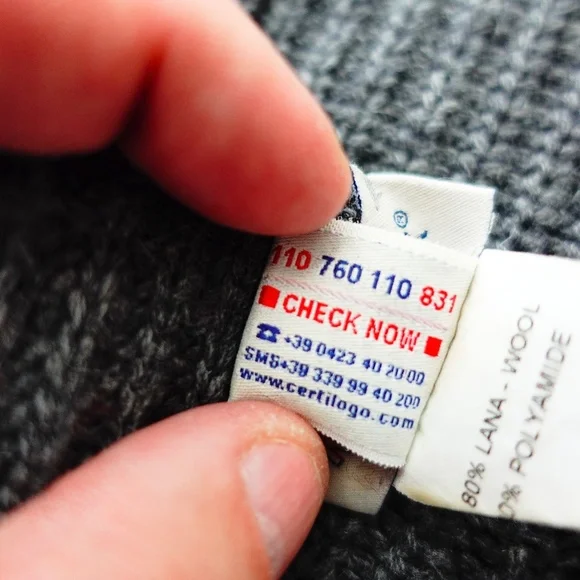 110 760 110 831
CHECK NOW
☎ +39 0423 40 20 00
SMS+39 339 99 40 200
www.certilogo.com
80% LANA - WOOL
0% POLYAMIDE